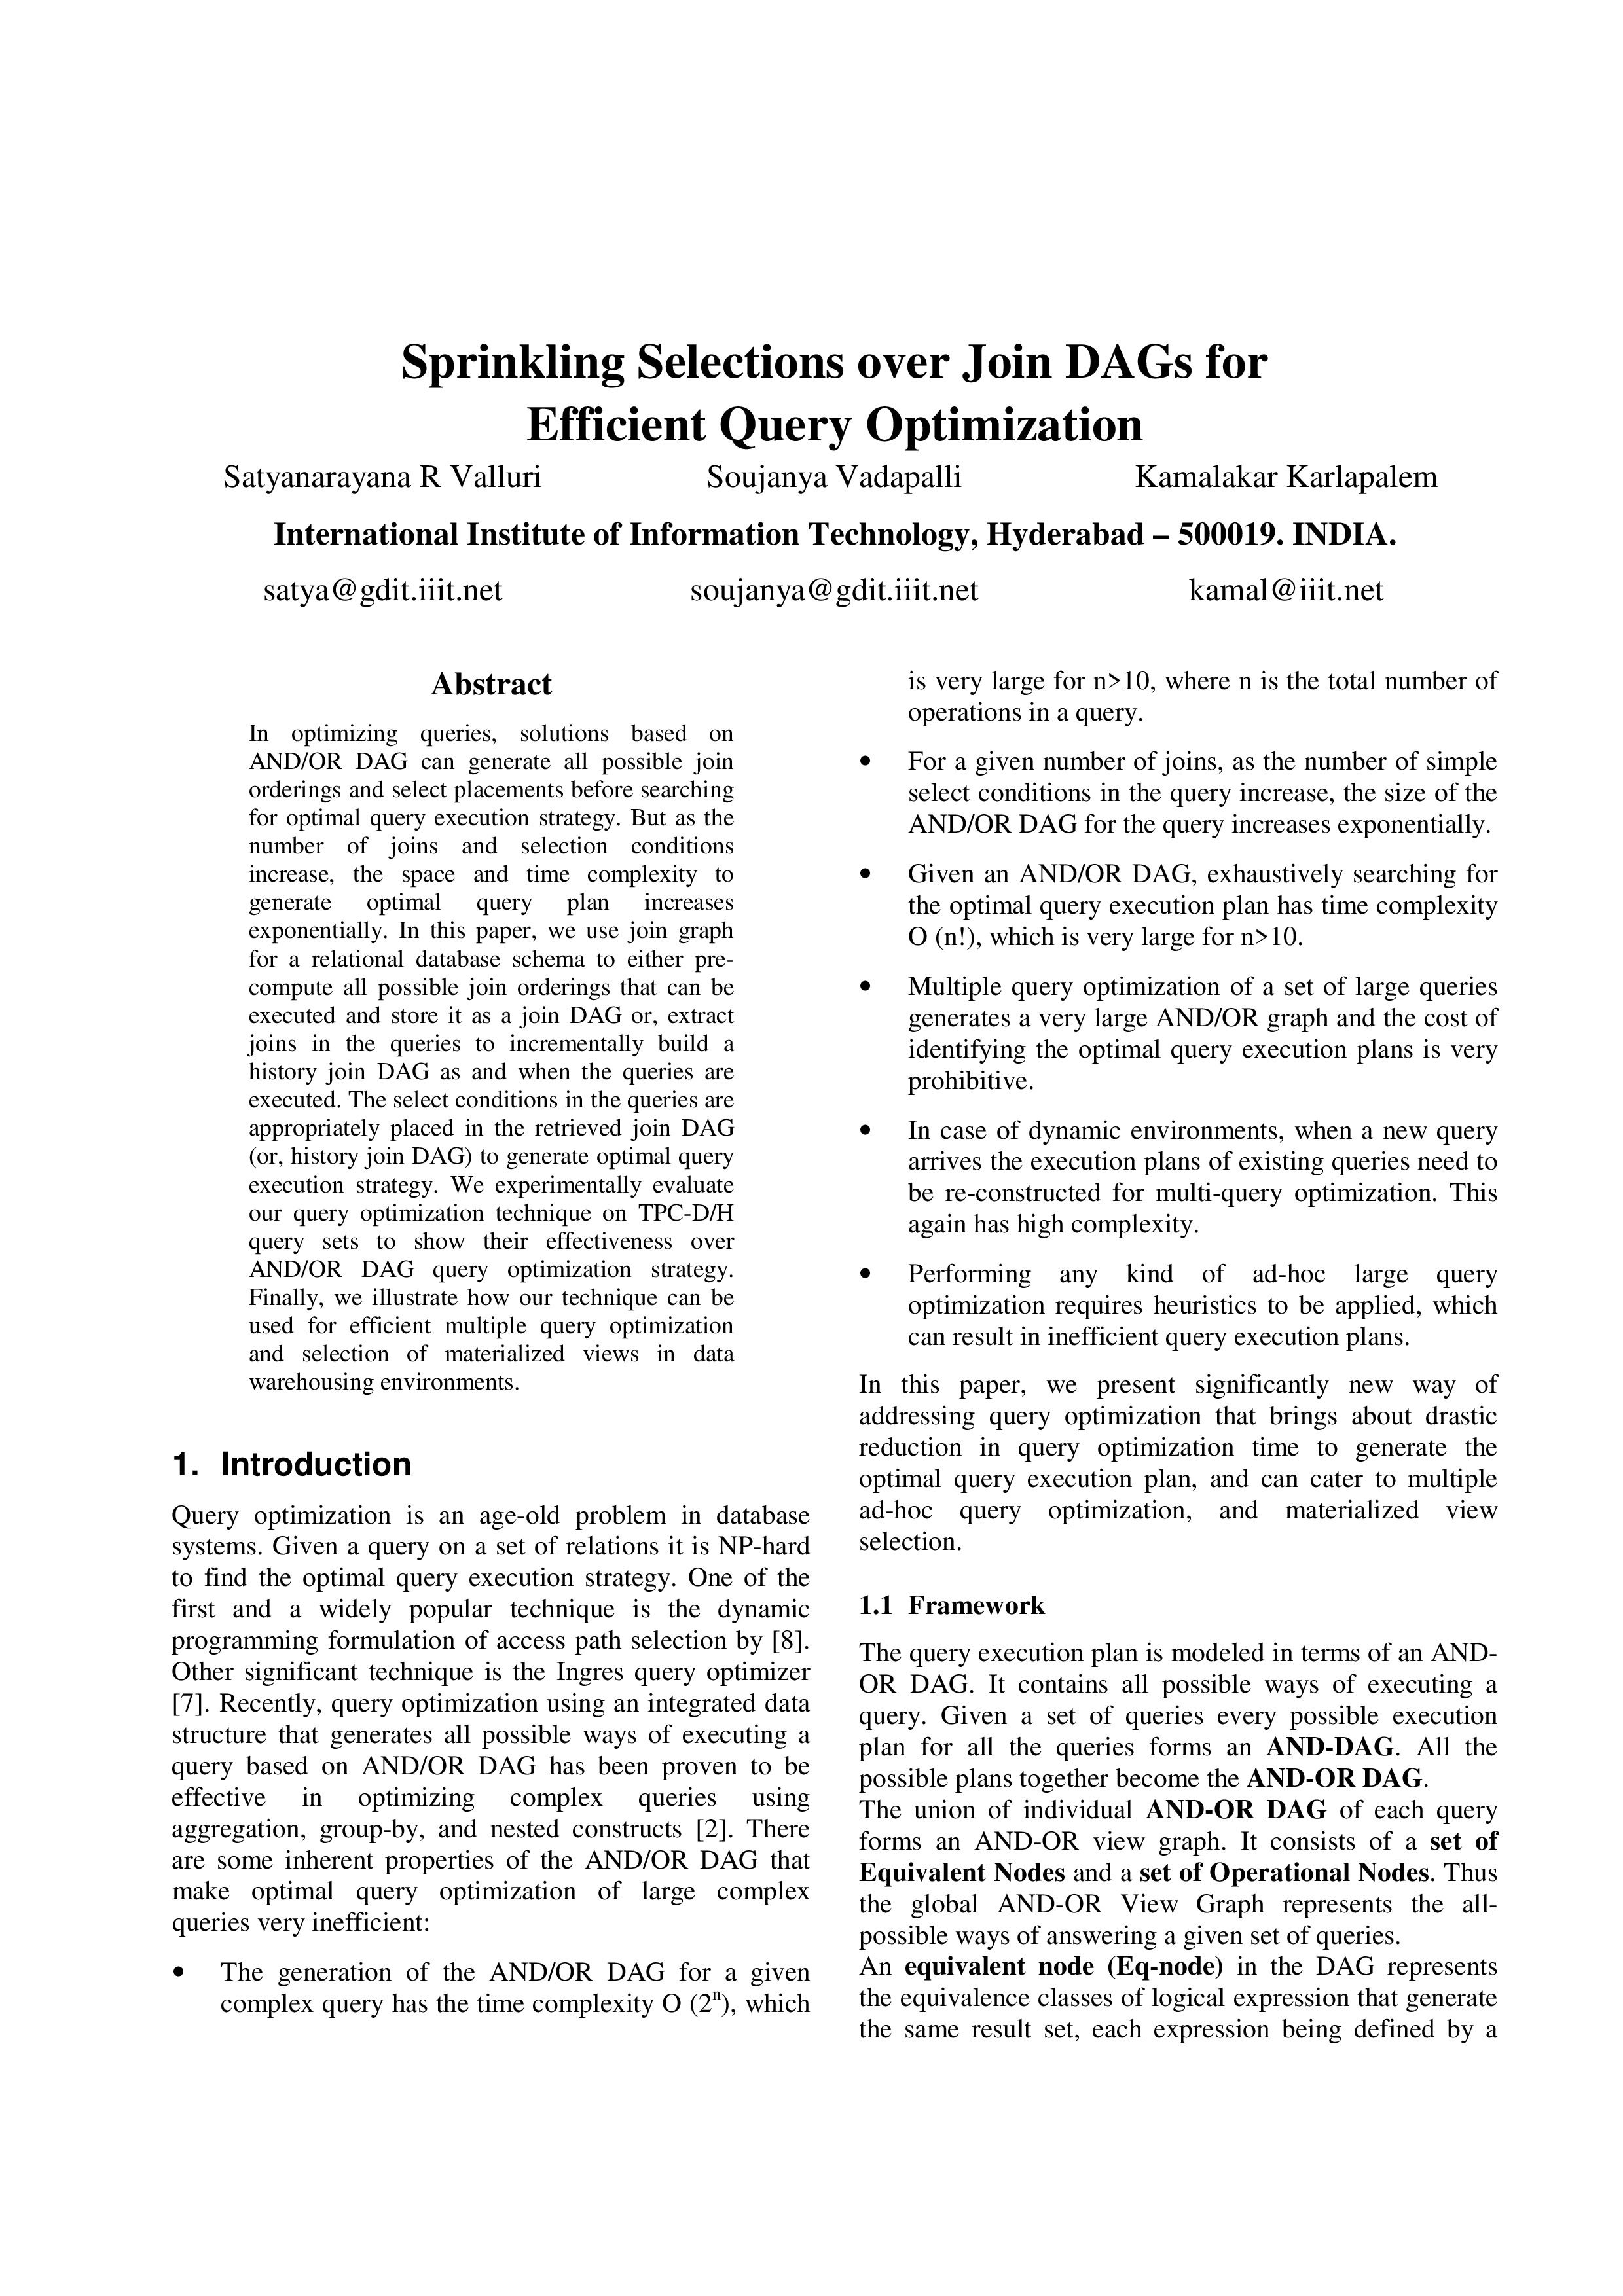 Sprinkling Selections over Join DAGs for
Efficient Query Optimization
Satyanarayana R Valluri Soujanya Vadapalli Kamalakar Karlapalem
International Institute of Information Technology, Hyderabad – 500019. INDIA.
satya@gdit.iiit.net soujanya@gdit.iiit.net kamal@iiit.net
Abstract
In optimizing queries, solutions based on
AND/OR DAG can generate all possible join
orderings and select placements before searching
for optimal query execution strategy. But as the
number of joins and selection conditions
increase, the space and time complexity to
generate optimal query plan increases
exponentially. In this paper, we use join graph
for a relational database schema to either pre-
compute all possible join orderings that can be
executed and store it as a join DAG or, extract
joins in the queries to incrementally build a
history join DAG as and when the queries are
executed. The select conditions in the queries are
appropriately placed in the retrieved join DAG
(or, history join DAG) to generate optimal query
execution strategy. We experimentally evaluate
our query optimization technique on TPC-D/H
query sets to show their effectiveness over
AND/OR DAG query optimization strategy.
Finally, we illustrate how our technique can be
used for efficient multiple query optimization
and selection of materialized views in data
warehousing environments.
1. Introduction
Query optimization is an age-old problem in database
systems. Given a query on a set of relations it is NP-hard
to find the optimal query execution strategy. One of the
first and a widely popular technique is the dynamic
programming formulation of access path selection by [8].
Other significant technique is the Ingres query optimizer
[7]. Recently, query optimization using an integrated data
structure that generates all possible ways of executing a
query based on AND/OR DAG has been proven to be
effective in optimizing complex queries using
aggregation, group-by, and nested constructs [2]. There
are some inherent properties of the AND/OR DAG that
make optimal query optimization of large complex
queries very inefficient:
• The generation of the AND/OR DAG for a given
complex query has the time complexity O (2ⁿ), which
is very large for n>10, where n is the total number of
operations in a query.
• For a given number of joins, as the number of simple
select conditions in the query increase, the size of the
AND/OR DAG for the query increases exponentially.
• Given an AND/OR DAG, exhaustively searching for
the optimal query execution plan has time complexity
O (n!), which is very large for n>10.
• Multiple query optimization of a set of large queries
generates a very large AND/OR graph and the cost of
identifying the optimal query execution plans is very
prohibitive.
• In case of dynamic environments, when a new query
arrives the execution plans of existing queries need to
be re-constructed for multi-query optimization. This
again has high complexity.
• Performing any kind of ad-hoc large query
optimization requires heuristics to be applied, which
can result in inefficient query execution plans.
In this paper, we present significantly new way of
addressing query optimization that brings about drastic
reduction in query optimization time to generate the
optimal query execution plan, and can cater to multiple
ad-hoc query optimization, and materialized view
selection.
1.1 Framework
The query execution plan is modeled in terms of an AND-
OR DAG. It contains all possible ways of executing a
query. Given a set of queries every possible execution
plan for all the queries forms an AND-DAG. All the
possible plans together become the AND-OR DAG.
The union of individual AND-OR DAG of each query
forms an AND-OR view graph. It consists of a set of
Equivalent Nodes and a set of Operational Nodes. Thus
the global AND-OR View Graph represents the all-
possible ways of answering a given set of queries.
An equivalent node (Eq-node) in the DAG represents
the equivalence classes of logical expression that generate
the same result set, each expression being defined by a